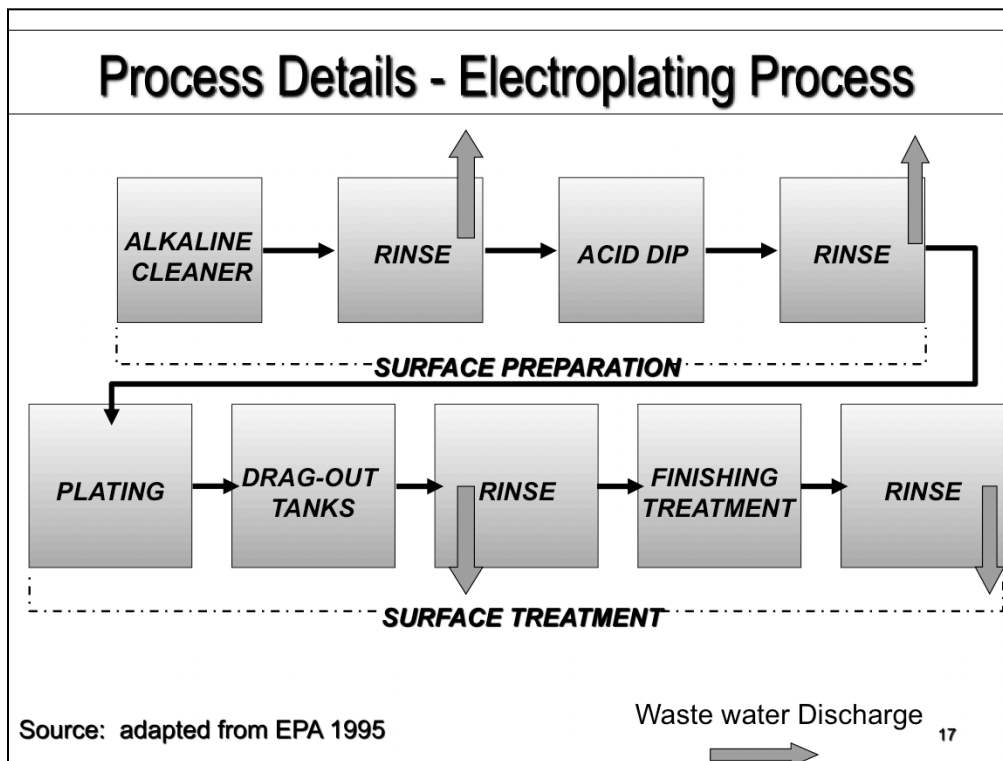 Process Details - Electroplating Process
ALKALINE
CLEANER
RINSE
ACID DIP
RINSE
SURFACE PREPARATION
PLATING
DRAG-OUT
TANKS
RINSE
FINISHING
TREATMENT
RINSE
SURFACE TREATMENT
Source: adapted from EPA 1995
Waste water Discharge
17